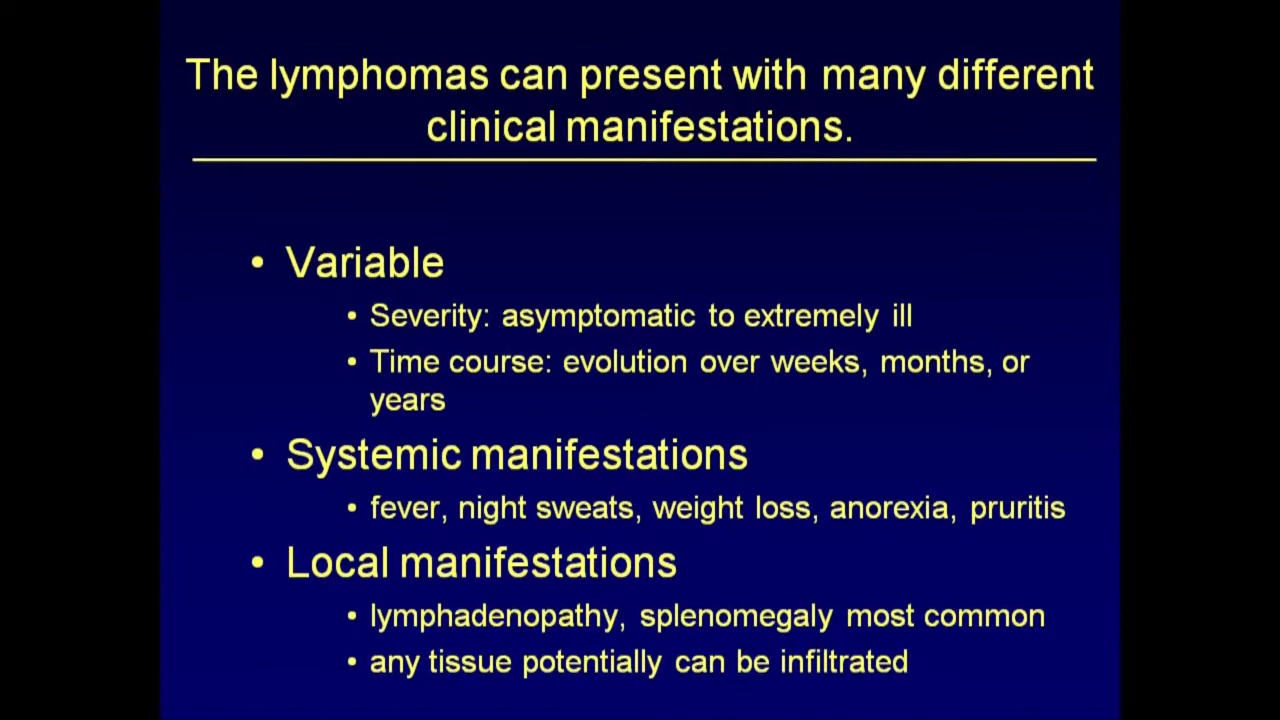 The lymphomas can present with many different
clinical manifestations.
• Variable
• Severity: asymptomatic to extremely ill
• Time course: evolution over weeks, months, or
years
• Systemic manifestations
• fever, night sweats, weight loss, anorexia, pruritis
• Local manifestations
• lymphadenopathy, splenomegaly most common
• any tissue potentially can be infiltrated